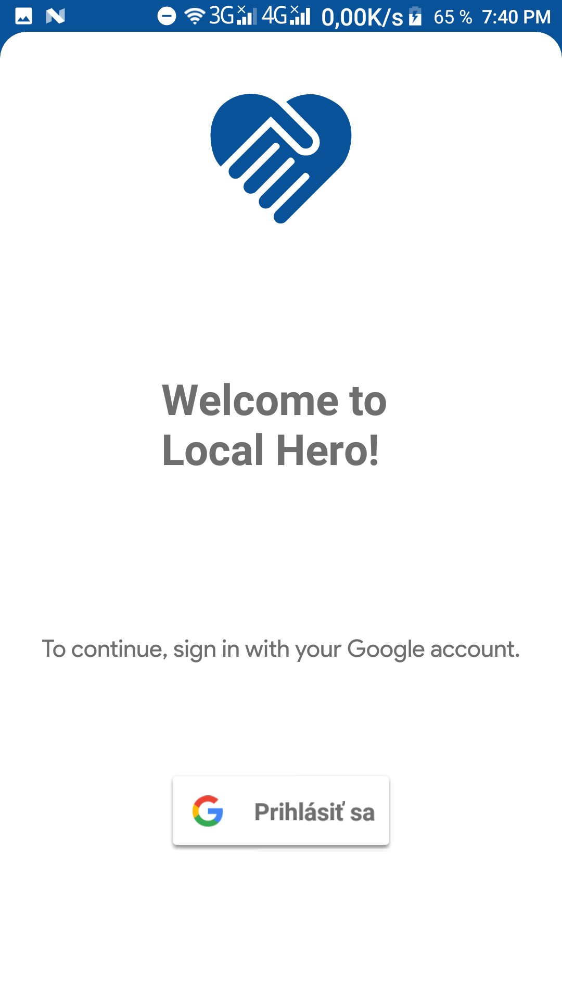 3G 4G 0,00K/s 65 % 7:40 PM
Welcome to
Local Hero!
To continue, sign in with your Google account.
Prihlásiť sa